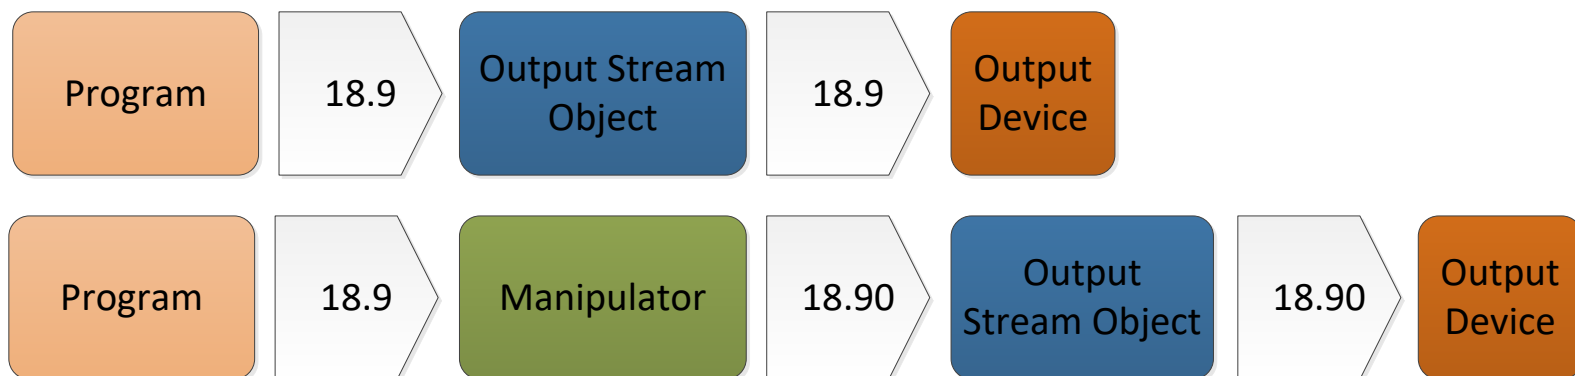 Program
18.9
Output Stream
Object
18.9
Output
Device
Program
18.9
Manipulator
18.90
Output
Stream Object
18.90
Output
Device